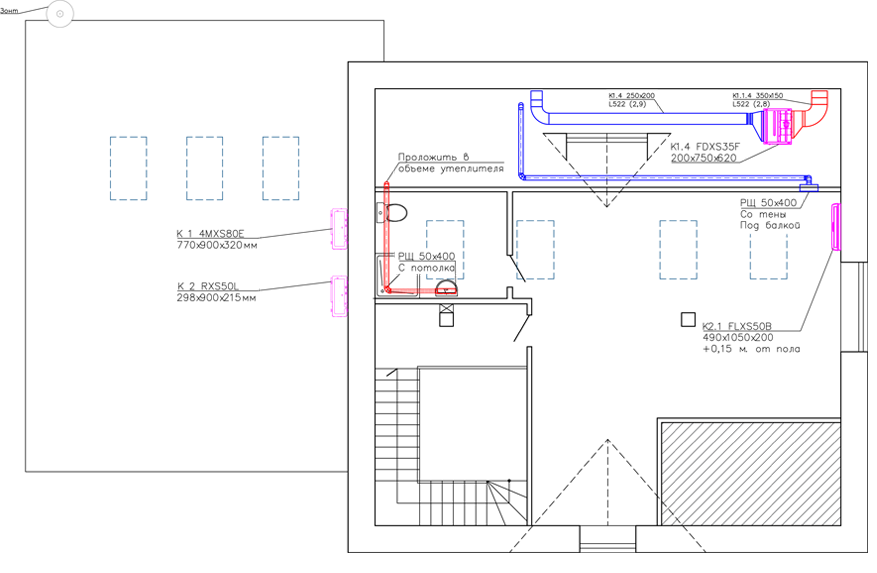 Зонт
К1.4 250х200
L522 (2,9)
К1.1.4 350х150
L522 (2,8)
К1.4 FDXS35F
200х750х620
Проложить в
объеме утеплителя
РЩ 50х400
Со тены
Под балкой
К 1 4MXS80E
770х900х320мм
РЩ 50х400
С потолка
К 2 RXS50L
298х900х215мм
К2.1 FLXS50B
490х1050х200
+0,15 м. от пола